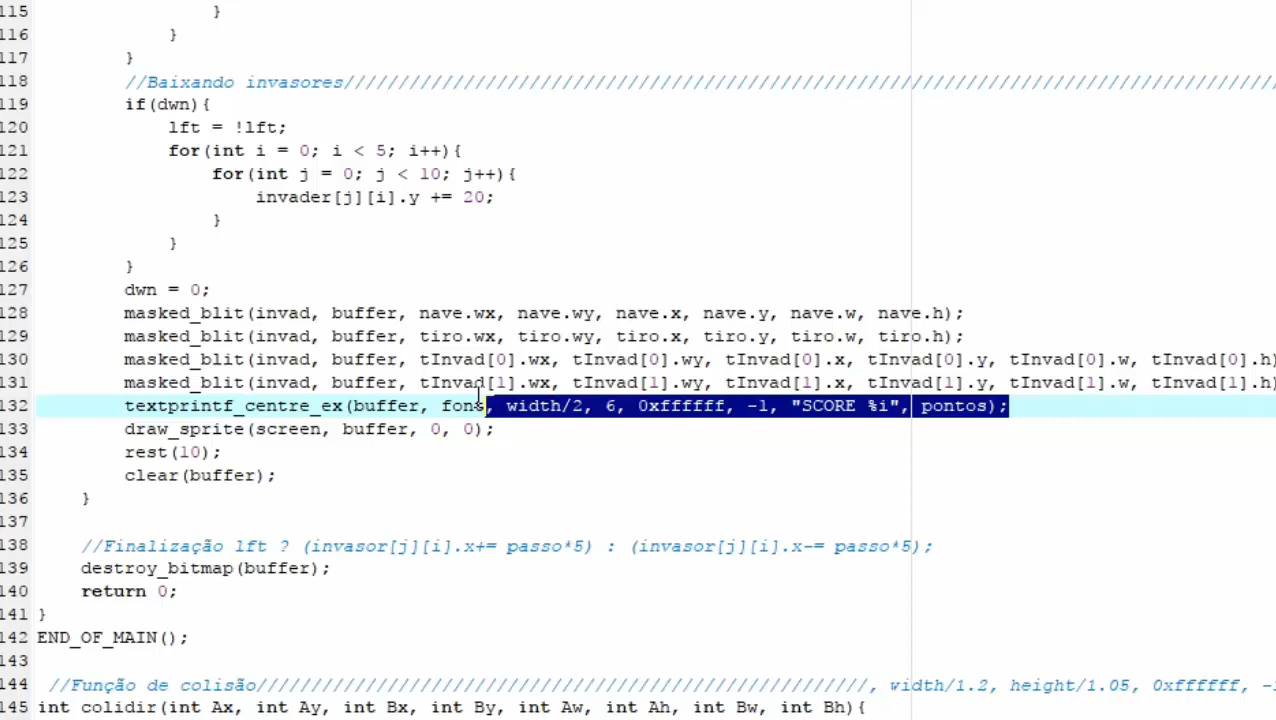 115                 }
116             }
117         }
118         //Baixando invasores//////////////////////////////////////////////////////////////////////////////////////
119         if(dwn){
120             lft = !lft;
121             for(int i = 0; i < 5; i++){
122                 for(int j = 0; j < 10; j++){
123                     invader[j][i].y += 20;
124                 }
125             }
126         }
127         dwn = 0;
128         masked_blit(invad, buffer, nave.wx, nave.wy, nave.x, nave.y, nave.w, nave.h);
129         masked_blit(invad, buffer, tiro.wx, tiro.wy, tiro.x, tiro.y, tiro.w, tiro.h);
130         masked_blit(invad, buffer, tInvad[0].wx, tInvad[0].wy, tInvad[0].x, tInvad[0].y, tInvad[0].w, tInvad[0].h)
131         masked_blit(invad, buffer, tInvad[1].wx, tInvad[1].wy, tInvad[1].x, tInvad[1].y, tInvad[1].w, tInvad[1].h)
132         textprintf_centre_ex(buffer, font, width/2, 6, 0xffffff, -1, "SCORE %i", pontos);
133         draw_sprite(screen, buffer, 0, 0);
134         rest(10);
135         clear(buffer);
136     }
137
138     //Finalização lft ? (invasor[j][i].x+= passo*5) : (invasor[j][i].x-= passo*5);
139     destroy_bitmap(buffer);
140     return 0;
141 }
142 END_OF_MAIN();
143
144  //Função de colisão////////////////////////////////////////////////////////, width/1.2, height/1.05, 0xffffff, -
145 int colidir(int Ax, int Ay, int Bx, int By, int Aw, int Ah, int Bw, int Bh){